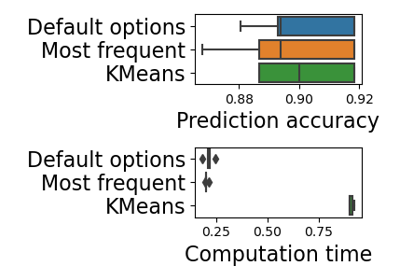 Default options
Most frequent
KMeans
0.88 0.90 0.92
Prediction accuracy
Default options
Most frequent
KMeans
0.25 0.50 0.75
Computation time